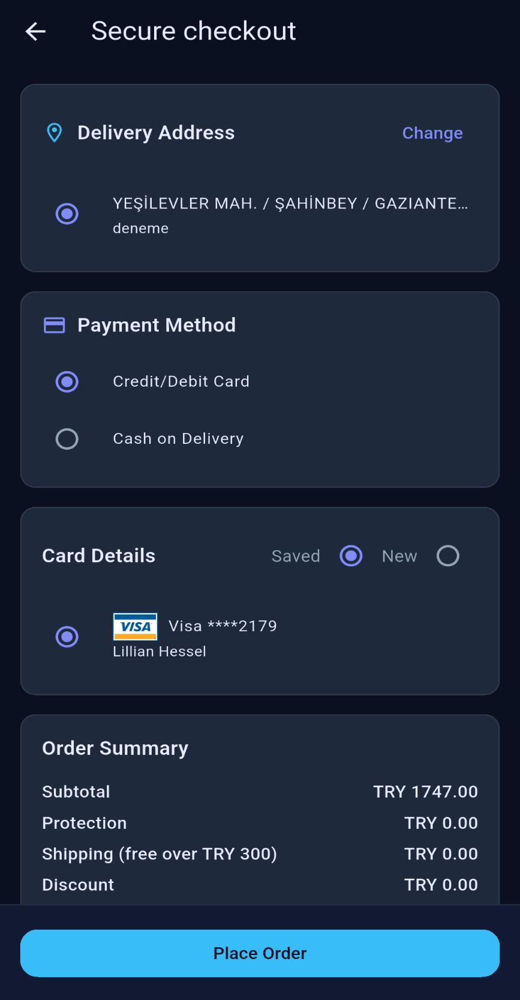 Secure checkout
Delivery Address
Change
YEŞİLEVLER MAH. / ŞAHİNBEY / GAZIANTE…
deneme
Payment Method
Credit/Debit Card
Cash on Delivery
Card Details
Saved
New
VISA
Visa ****2179
Lillian Hessel
Order Summary
Subtotal TRY 1747.00
Protection TRY 0.00
Shipping (free over TRY 300) TRY 0.00
Discount TRY 0.00
Place Order